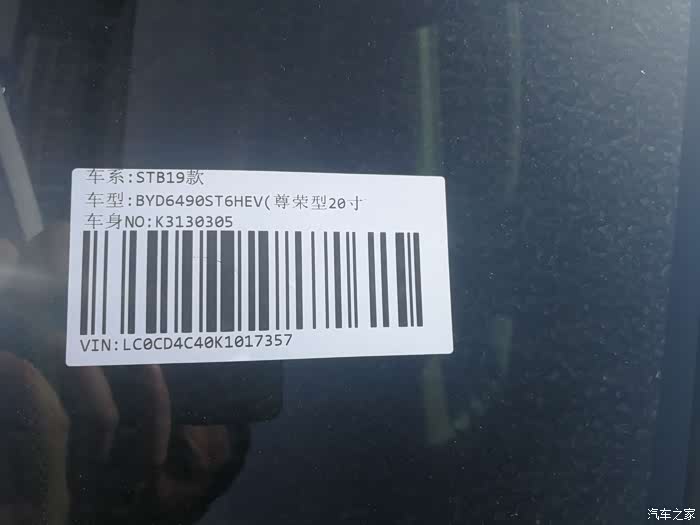 车系:STB19款
车型:BYD6490ST6HEV(尊荣型20寸
车身NO:K3130305
VIN:LC0CD4C40K1017357
汽车之家